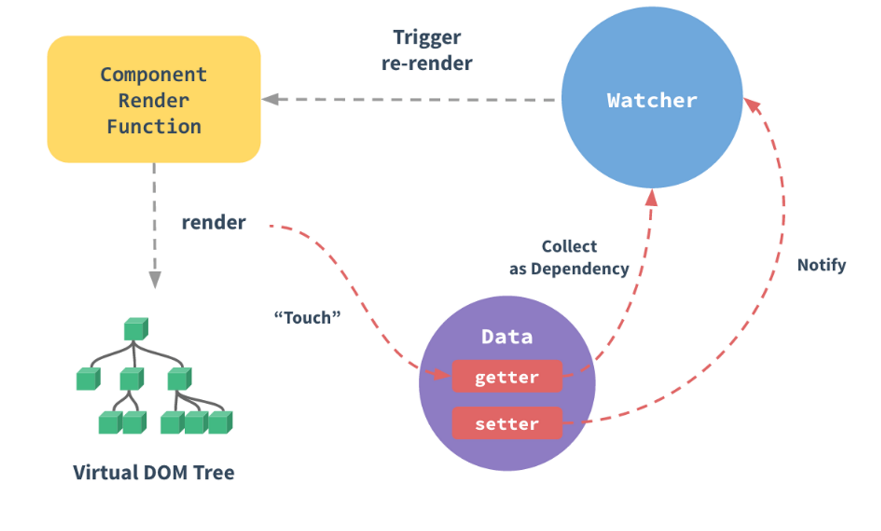 Trigger
re-render
Component
Render
Function
Watcher
render
Collect
as Dependency
Notify
“Touch”
Data
getter
setter
Virtual DOM Tree